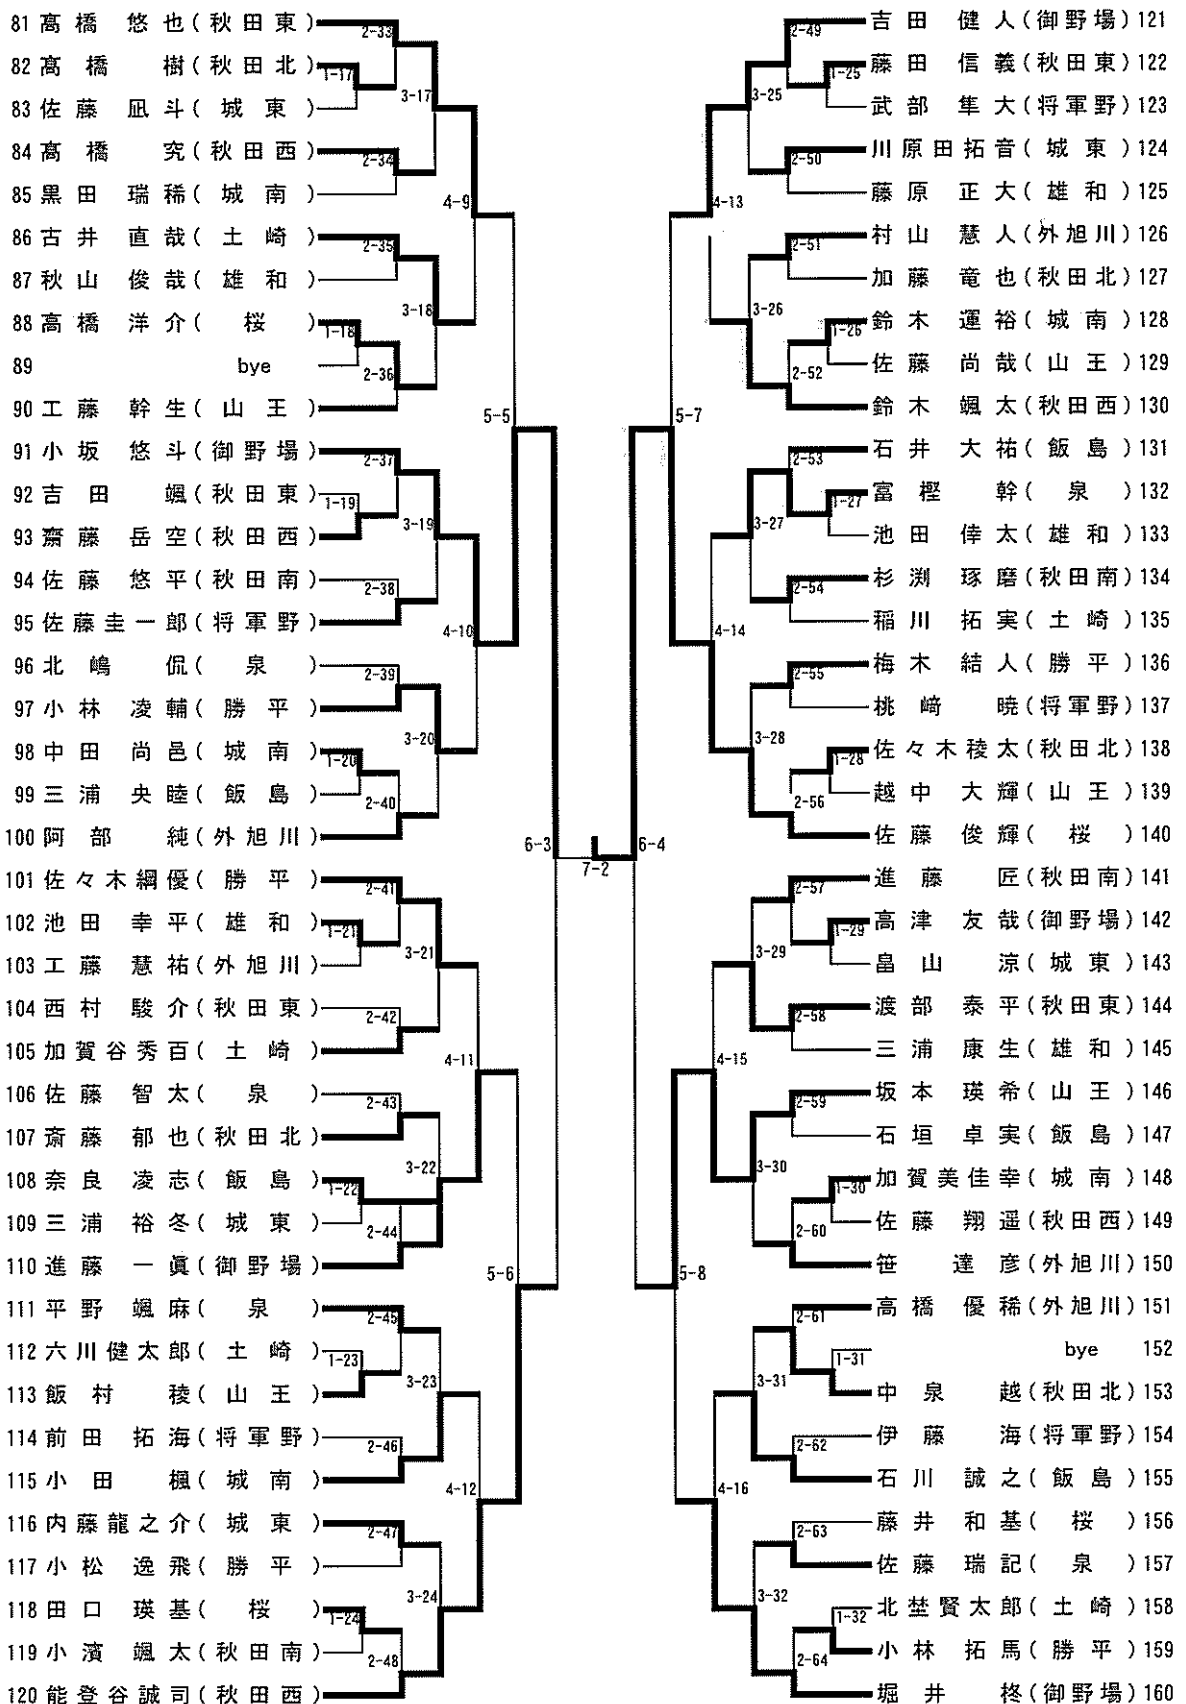 81 髙橋 悠也(秋田東)
82 髙橋 樹(秋田北)
83 佐藤 凪斗(城東)
84 髙橋 究(秋田西)
85 黒田 瑞稀(城南)
86 古井 直哉(土崎)
87 秋山 俊哉(雄和)
88 高橋 洋介(桜)
89 bye
90 工藤 幹生(山王)
91 小坂 悠斗(御野場)
92 吉田 颯(秋田東)
93 齋藤 岳空(秋田西)
94 佐藤 悠平(秋田南)
95 佐藤圭一郎(将軍野)
96 北嶋 侃(泉)
97 小林 凌輔(勝平)
98 中田 尚邑(城南)
99 三浦 央睦(飯島)
100 阿部 純(外旭川)
101 佐々木綱優(勝平)
102 池田 幸平(雄和)
103 工藤 慧祐(外旭川)
104 西村 駿介(秋田東)
105 加賀谷秀百(土崎)
106 佐藤 智太(泉)
107 斎藤 郁也(秋田北)
108 奈良 凌志(飯島)
109 三浦 裕冬(城東)
110 進藤 一眞(御野場)
111 平野 颯麻(泉)
112 六川健太郎(土崎)
113 飯村 稜(山王)
114 前田 拓海(将軍野)
115 小田 楓(城南)
116 内藤龍之介(城東)
117 小松 逸飛(勝平)
118 田口 瑛基(桜)
119 小濱 颯太(秋田南)
120 能登谷誠司(秋田西)
2-33
1-17
3-17
2-34
4-9
2-35
3-18
1-18
2-36
5-5
2-37
1-19
3-19
2-38
4-10
2-39
3-20
1-20
2-40
6-3
2-41
1-21
3-21
2-42
4-11
2-43
3-22
1-22
2-44
5-6
2-45
1-23
3-23
2-46
4-12
2-47
3-24
1-24
2-48
7-2
吉田 健人(御野場)121
藤田 信義(秋田東)122
武部 隼大(将軍野)123
川原田拓音(城東)124
藤原 正大(雄和)125
村山 慧人(外旭川)126
加藤 竜也(秋田北)127
鈴木 運裕(城南)128
佐藤 尚哉(山王)129
鈴木 颯太(秋田西)130
石井 大祐(飯島)131
富樫 幹(泉)132
池田 倖太(雄和)133
杉渕 琢磨(秋田南)134
稲川 拓実(土崎)135
梅木 結人(勝平)136
桃﨑 暁(将軍野)137
佐々木稜太(秋田北)138
越中 大輝(山王)139
佐藤 俊輝(桜)140
進藤 匠(秋田南)141
高津 友哉(御野場)142
畠山 涼(城東)143
渡部 泰平(秋田東)144
三浦 康生(雄和)145
坂本 瑛希(山王)146
石垣 卓実(飯島)147
加賀美佳幸(城南)148
佐藤 翔遥(秋田西)149
笹 達彦(外旭川)150
高橋 優稀(外旭川)151
bye 152
中泉 越(秋田北)153
伊藤 海(将軍野)154
石川 誠之(飯島)155
藤井 和基(桜)156
佐藤 瑞記(泉)157
北埜賢太郎(土崎)158
小林 拓馬(勝平)159
堀井 柊(御野場)160
2-49
1-25
3-25
2-50
4-13
2-51
3-26
1-26
2-52
5-7
2-53
1-27
3-27
2-54
4-14
2-55
3-28
1-28
2-56
6-4
2-57
1-29
3-29
2-58
4-15
2-59
3-30
1-30
2-60
5-8
2-61
1-31
3-31
2-62
4-16
2-63
3-32
1-32
2-64